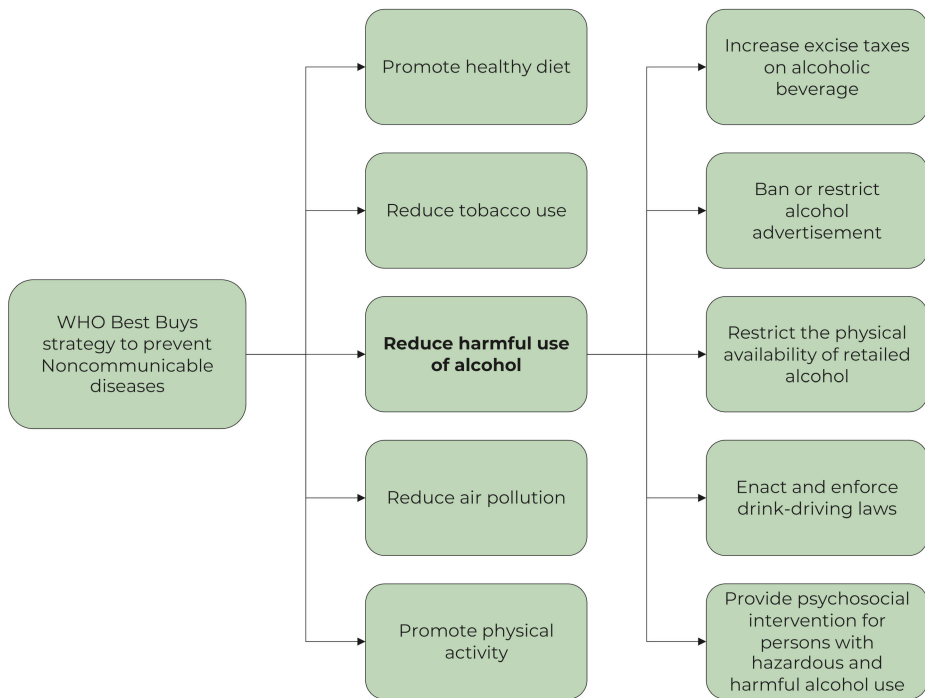 WHO Best Buys
strategy to prevent
Noncommunicable
diseases
Promote healthy diet
Reduce tobacco use
Reduce harmful use
of alcohol
Reduce air pollution
Promote physical
activity
Increase excise taxes
on alcoholic
beverage
Ban or restrict
alcohol
advertisement
Restrict the physical
availability of retailed
alcohol
Enact and enforce
drink-driving laws
Provide psychosocial
intervention for
persons with
hazardous and
harmful alcohol use